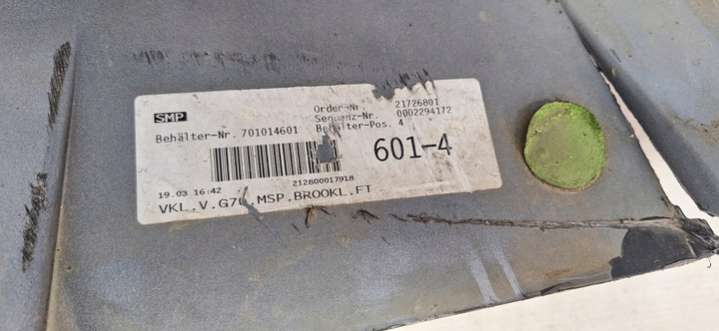 SMP
Order-Nr. 21726801
Sequenz-Nr. 0002294172
Behälter-Nr. 701014601 Behälter-Pos. 4
601-4
212800017918
19.03 16:42
VKL.V.G70.MSP.BROOKL.FT